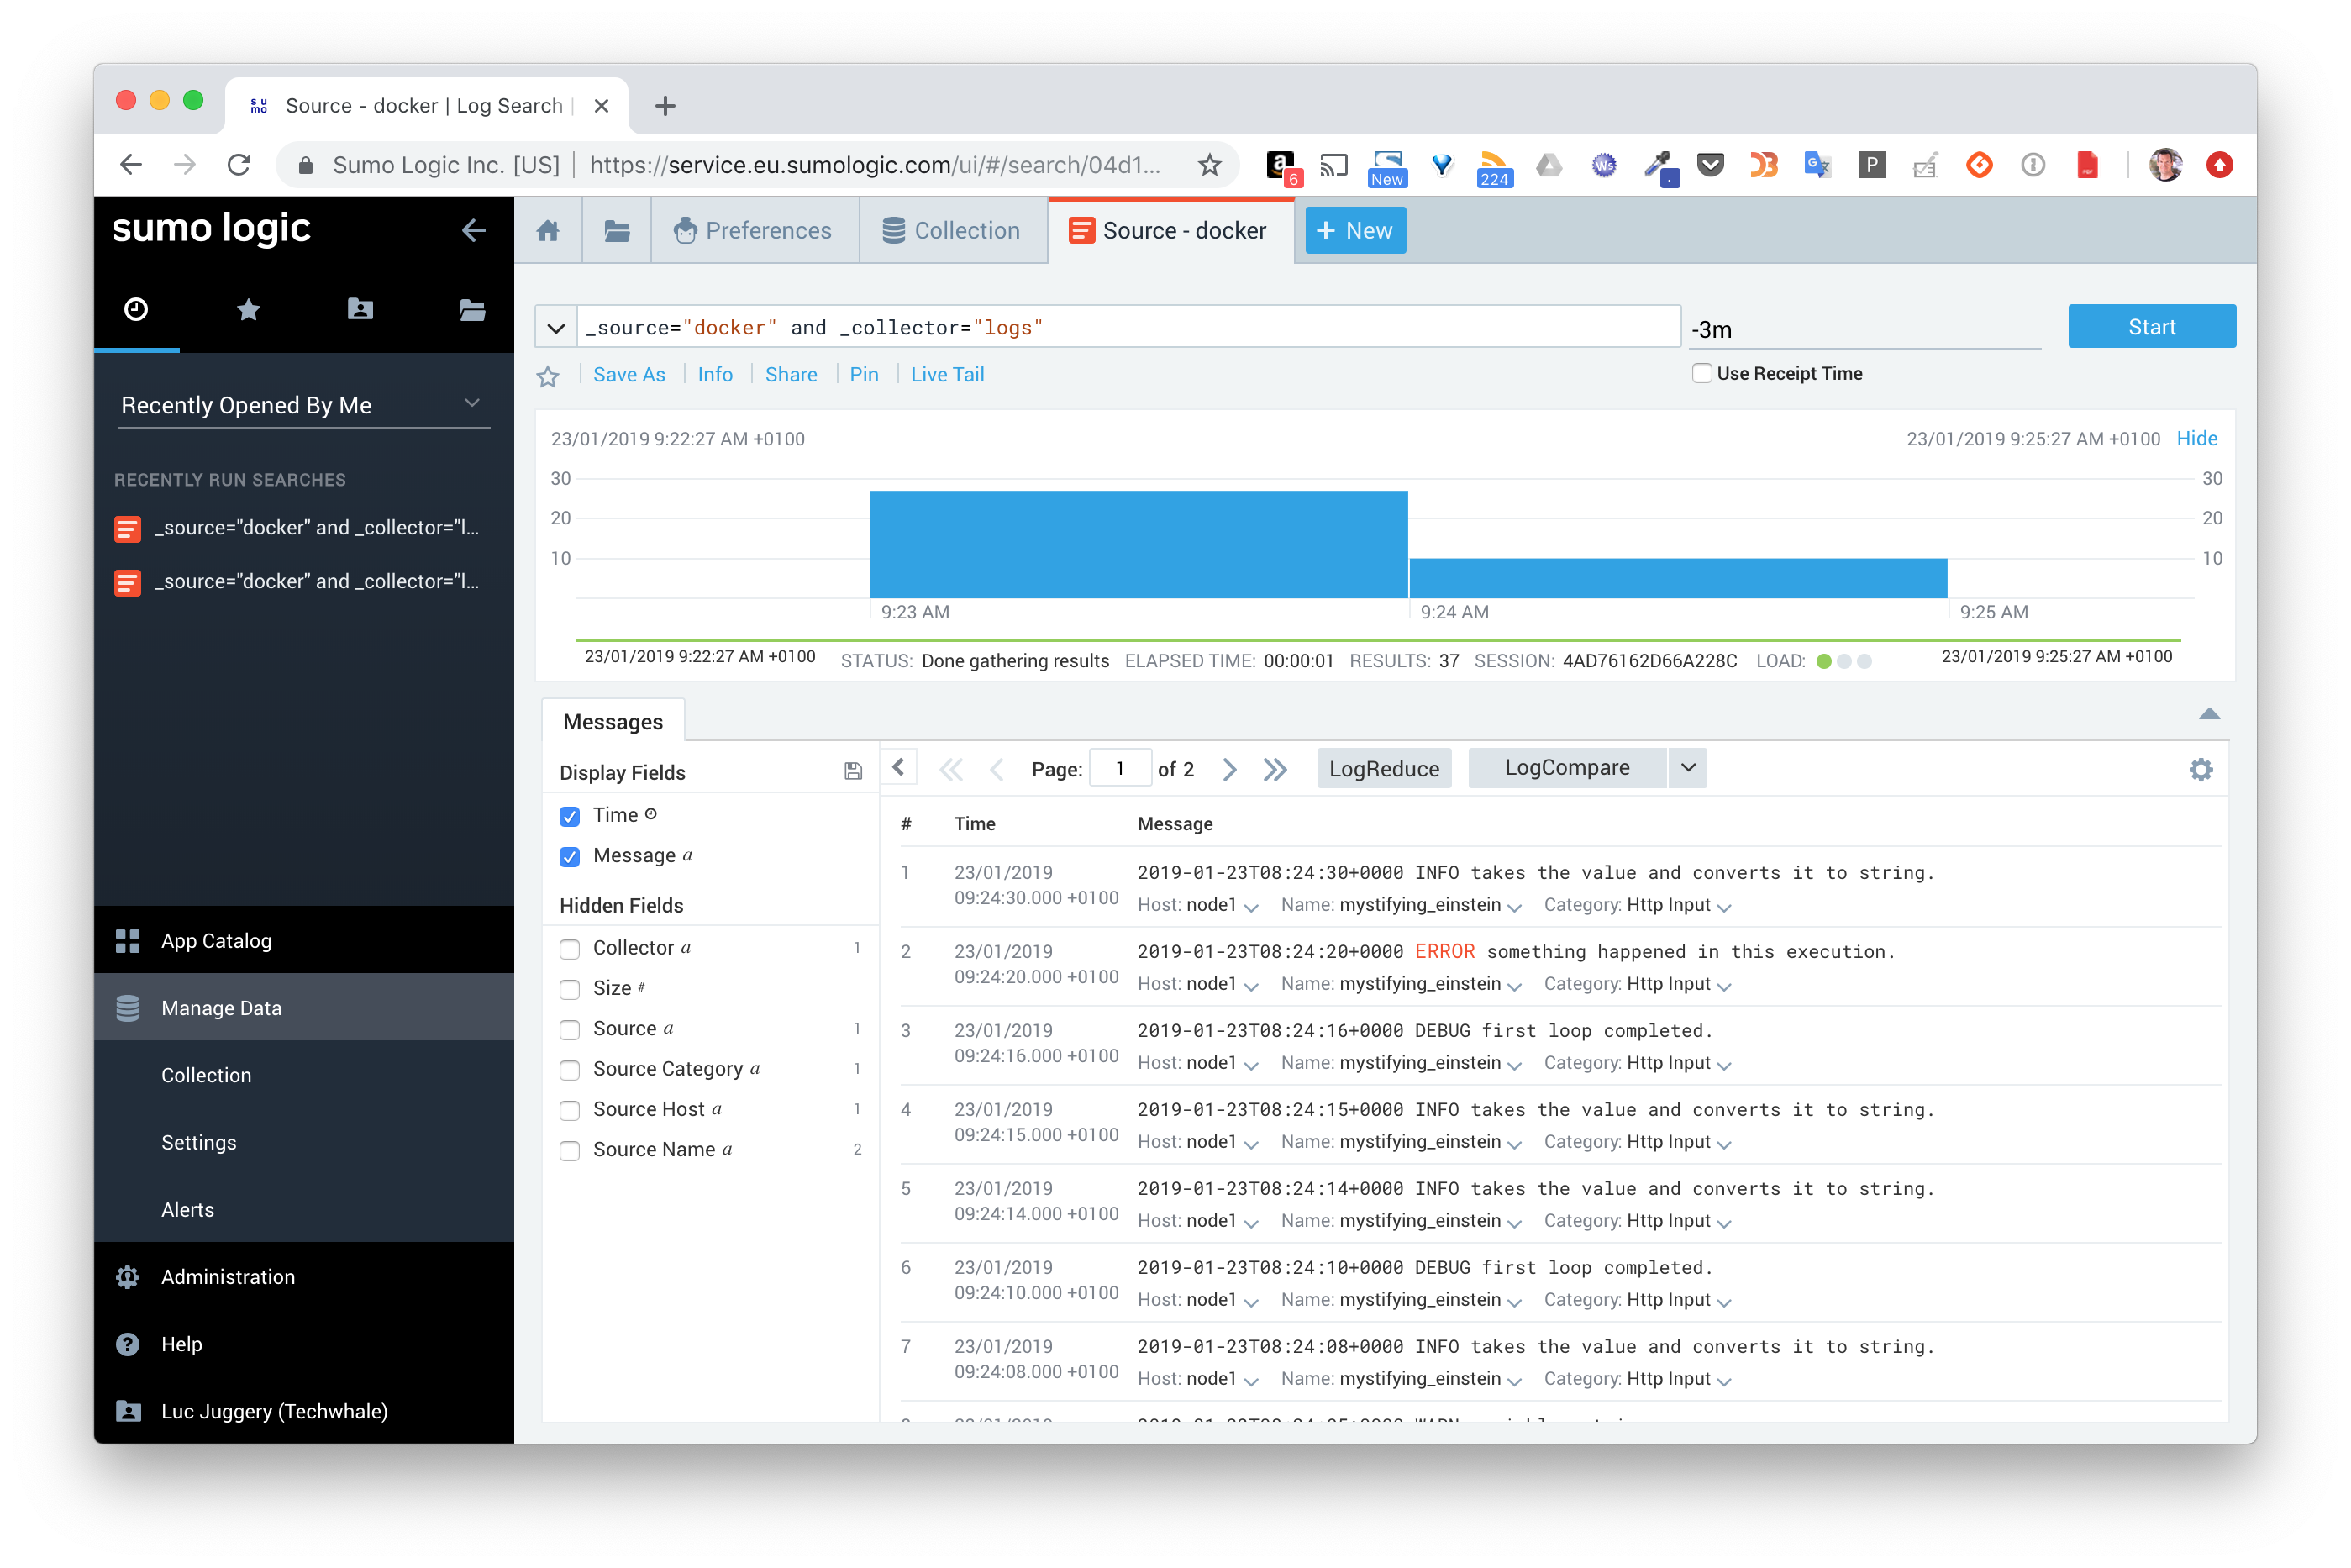 su
mo
Source - docker | Log Search |
Sumo Logic Inc. [US]
https://service.eu.sumologic.com/ui/#/search/04d1...
a
6
New
224
Ws
P
sumo logic
Preferences
Collection
Source - docker
+ New
Recently Opened By Me
RECENTLY RUN SEARCHES
_source="docker" and _collector="l...
_source="docker" and _collector="l...
App Catalog
Manage Data
Collection
Settings
Alerts
Administration
Help
Luc Juggery (Techwhale)
_source="docker" and _collector="logs"
-3m
Start
Save As
Info
Share
Pin
Live Tail
Use Receipt Time
23/01/2019 9:22:27 AM +0100
23/01/2019 9:25:27 AM +0100
Hide
30
30
20
20
10
10
9:23 AM
9:24 AM
9:25 AM
23/01/2019 9:22:27 AM +0100
STATUS: Done gathering results
ELAPSED TIME: 00:00:01
RESULTS: 37
SESSION: 4AD76162D66A228C
LOAD:
23/01/2019 9:25:27 AM +0100
Messages
Display Fields
Time
Message a
Hidden Fields
Collector a 1
Size #
Source a 1
Source Category a 1
Source Host a 1
Source Name a 2
Page: 1 of 2
LogReduce
LogCompare
# Time Message
1 23/01/2019 2019-01-23T08:24:30+0000 INFO takes the value and converts it to string.
09:24:30.000 +0100 Host: node1 Name: mystifying_einstein Category: Http Input
2 23/01/2019 2019-01-23T08:24:20+0000 ERROR something happened in this execution.
09:24:20.000 +0100 Host: node1 Name: mystifying_einstein Category: Http Input
3 23/01/2019 2019-01-23T08:24:16+0000 DEBUG first loop completed.
09:24:16.000 +0100 Host: node1 Name: mystifying_einstein Category: Http Input
4 23/01/2019 2019-01-23T08:24:15+0000 INFO takes the value and converts it to string.
09:24:15.000 +0100 Host: node1 Name: mystifying_einstein Category: Http Input
5 23/01/2019 2019-01-23T08:24:14+0000 INFO takes the value and converts it to string.
09:24:14.000 +0100 Host: node1 Name: mystifying_einstein Category: Http Input
6 23/01/2019 2019-01-23T08:24:10+0000 DEBUG first loop completed.
09:24:10.000 +0100 Host: node1 Name: mystifying_einstein Category: Http Input
7 23/01/2019 2019-01-23T08:24:08+0000 INFO takes the value and converts it to string.
09:24:08.000 +0100 Host: node1 Name: mystifying_einstein Category: Http Input